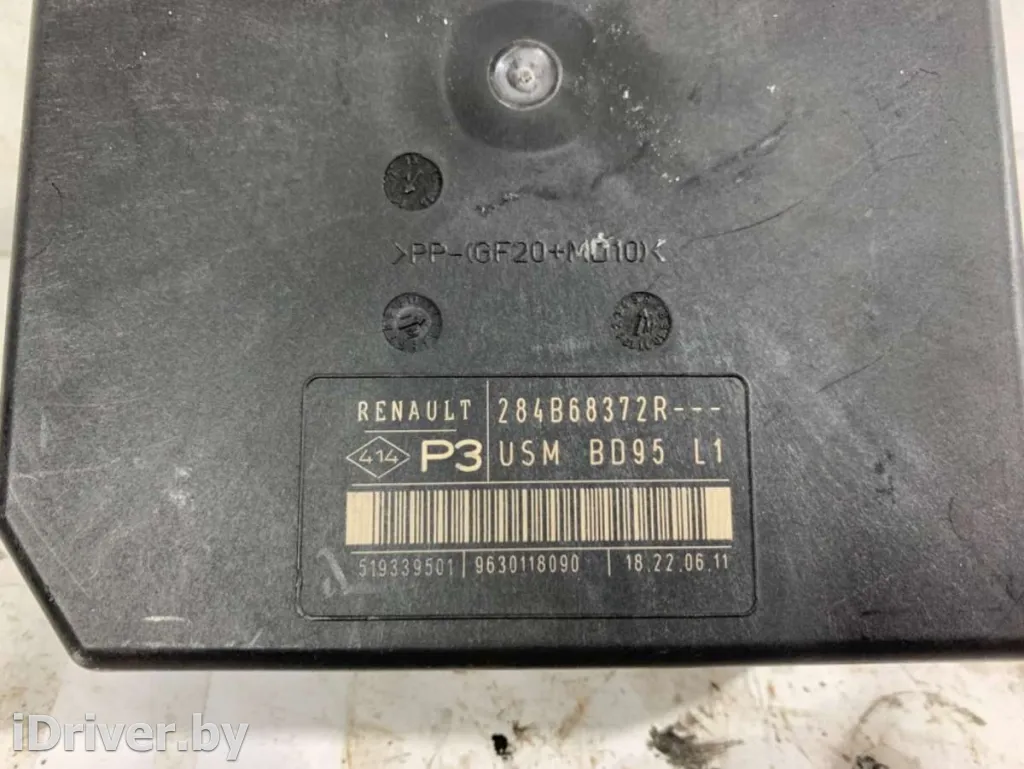 >PP-(GF20+MD10)<
RENAULT 284B68372R---
414 P3 USM BD95 L1
519339501 9630118090 18.22.06.11
iDriver.by